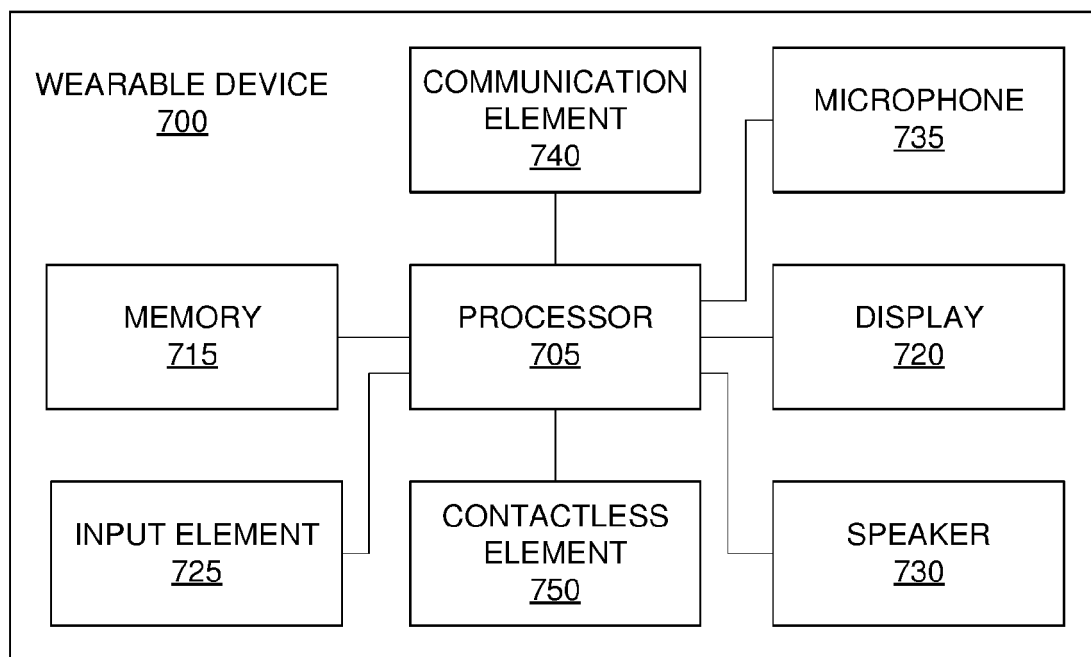 WEARABLE DEVICE
700
COMMUNICATION
ELEMENT
740
MICROPHONE
735
MEMORY
715
PROCESSOR
705
DISPLAY
720
INPUT ELEMENT
725
CONTACTLESS
ELEMENT
750
SPEAKER
730